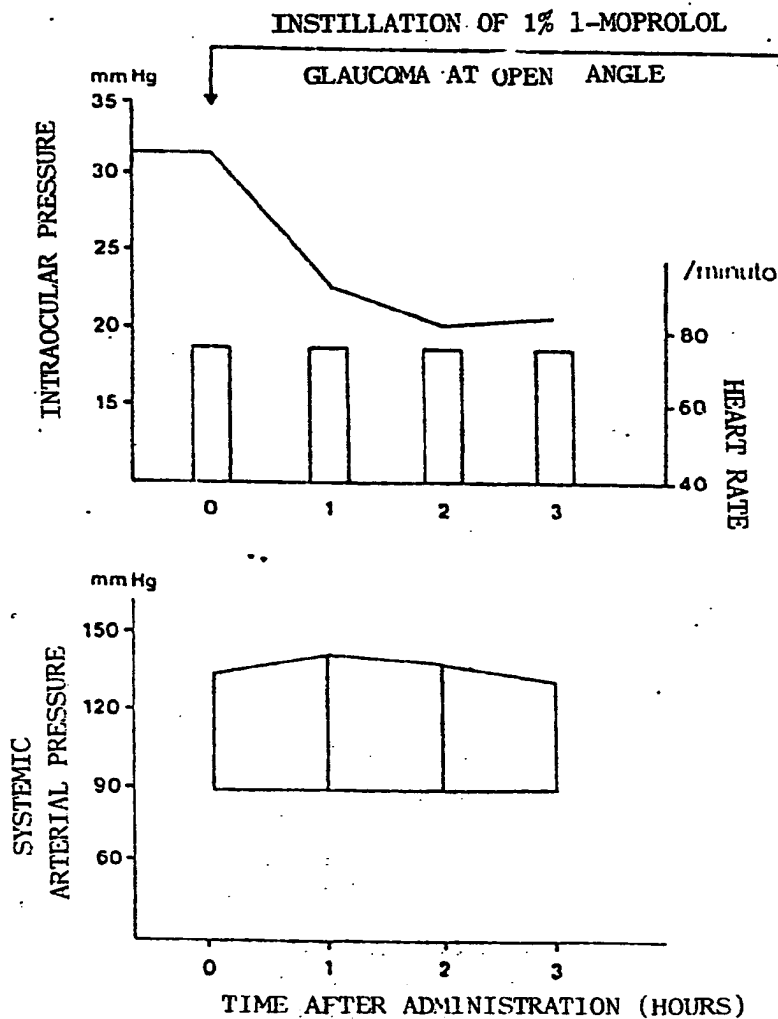 INSTILLATION OF 1% l-MOPROLOL
GLAUCOMA AT OPEN ANGLE
mm Hg
35
30
25
20
15
INTRAOCULAR PRESSURE
/minuto
80
60
40
HEART RATE
0 1 2 3
mm Hg
150
120
90
60
SYSTEMIC
ARTERIAL PRESSURE
0 1 2 3
TIME AFTER ADMINISTRATION (HOURS)